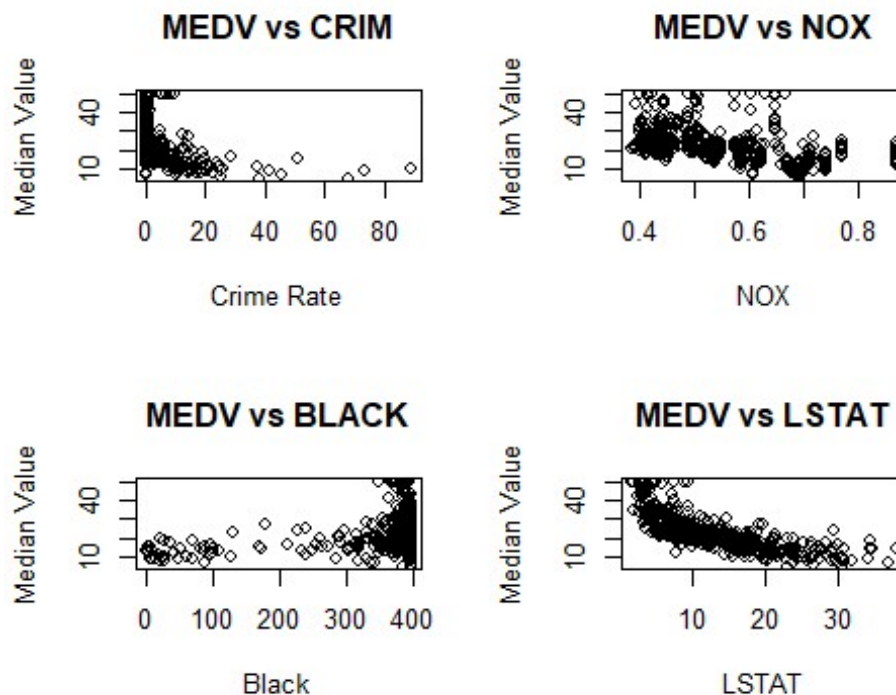 MEDV vs CRIM
Median Value
10 40
0 20 40 60 80
Crime Rate
MEDV vs NOX
Median Value
10 40
0.4 0.6 0.8
NOX
MEDV vs BLACK
Median Value
10 40
0 100 200 300 400
Black
MEDV vs LSTAT
Median Value
10 40
10 20 30
LSTAT